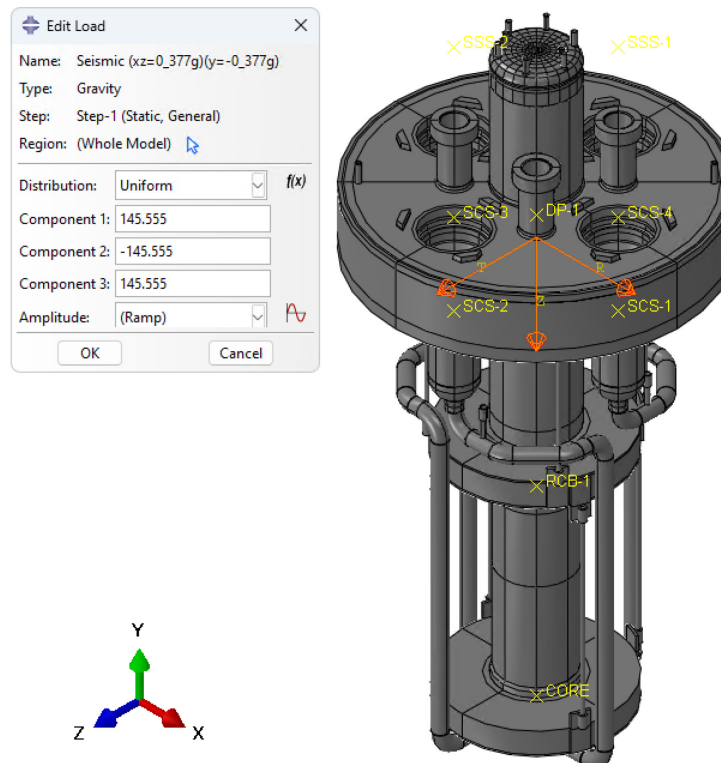 Edit Load
Name: Seismic (xz=0_377g)(y=-0_377g)
Type: Gravity
Step: Step-1 (Static, General)
Region: (Whole Model)
Distribution: Uniform f(x)
Component 1: 145.555
Component 2: -145.555
Component 3: 145.555
Amplitude: (Ramp)
OK Cancel
SSS-2 SSS-1
SCS-3 DP-1 SCS-4
T R
Z
SCS-2 SCS-1
RCB-1
CORE
Y
Z X